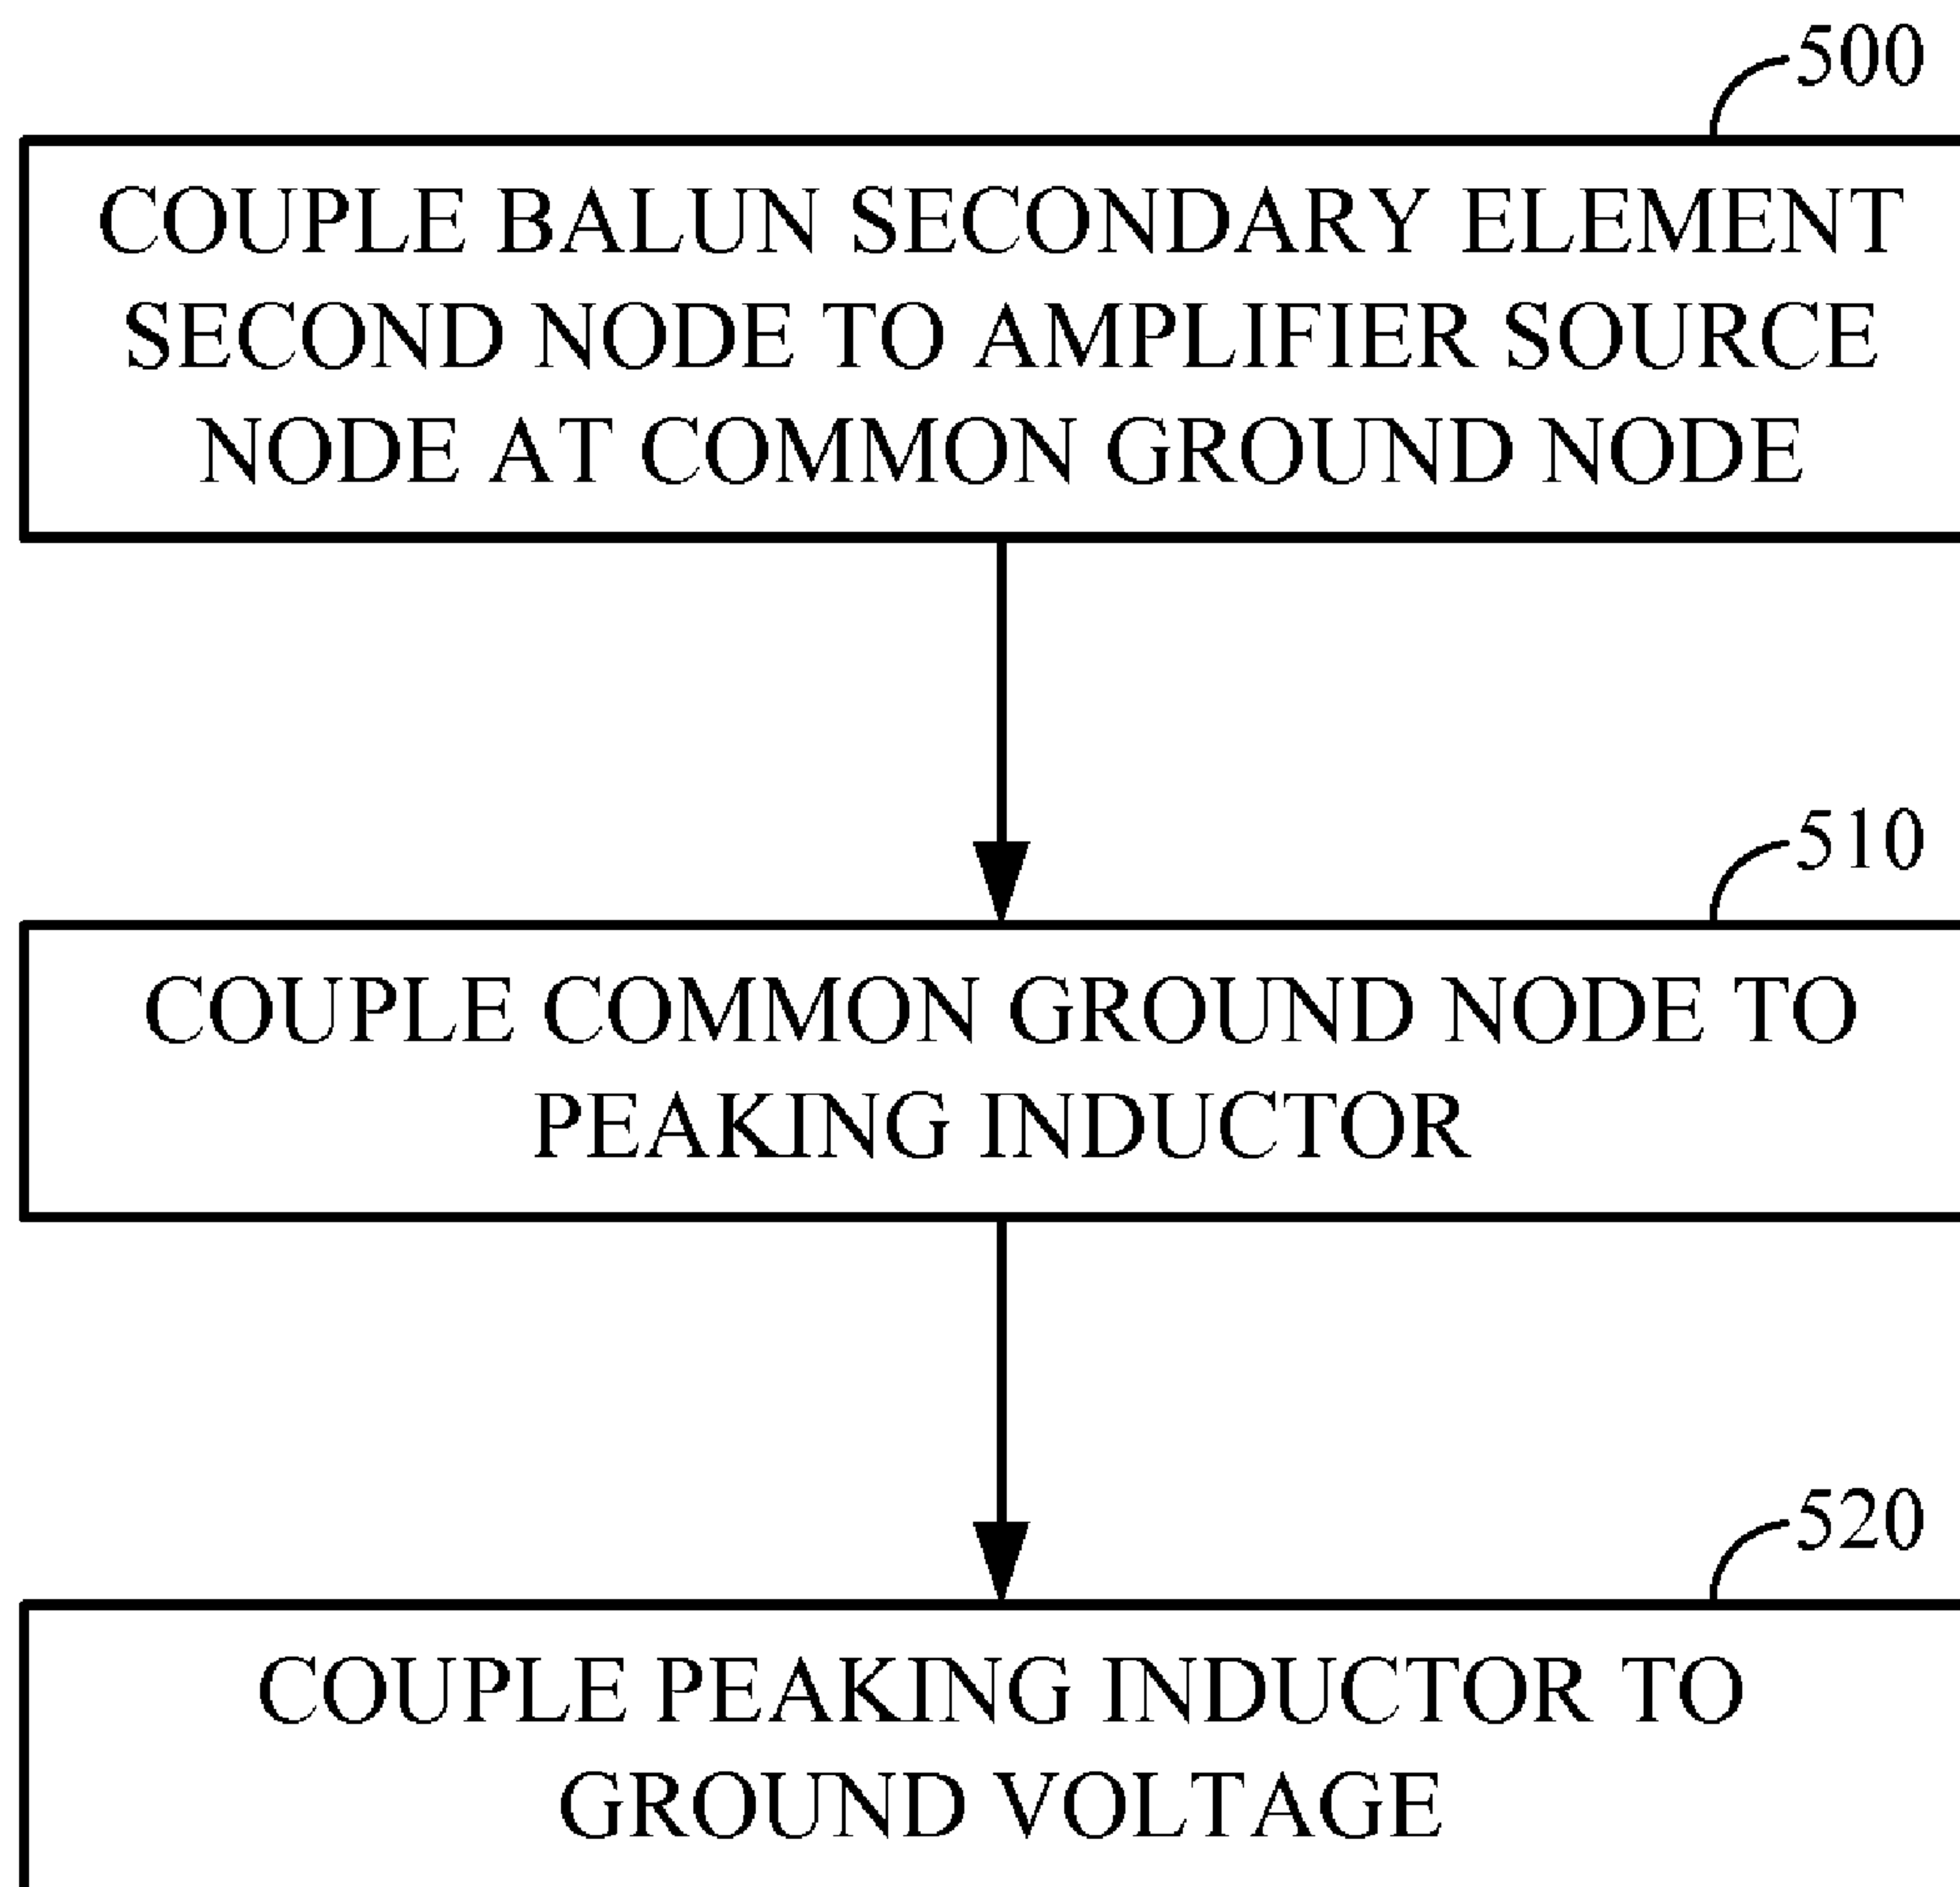 500
COUPLE BALUN SECONDARY ELEMENT
SECOND NODE TO AMPLIFIER SOURCE
NODE AT COMMON GROUND NODE
510
COUPLE COMMON GROUND NODE TO
PEAKING INDUCTOR
520
COUPLE PEAKING INDUCTOR TO
GROUND VOLTAGE